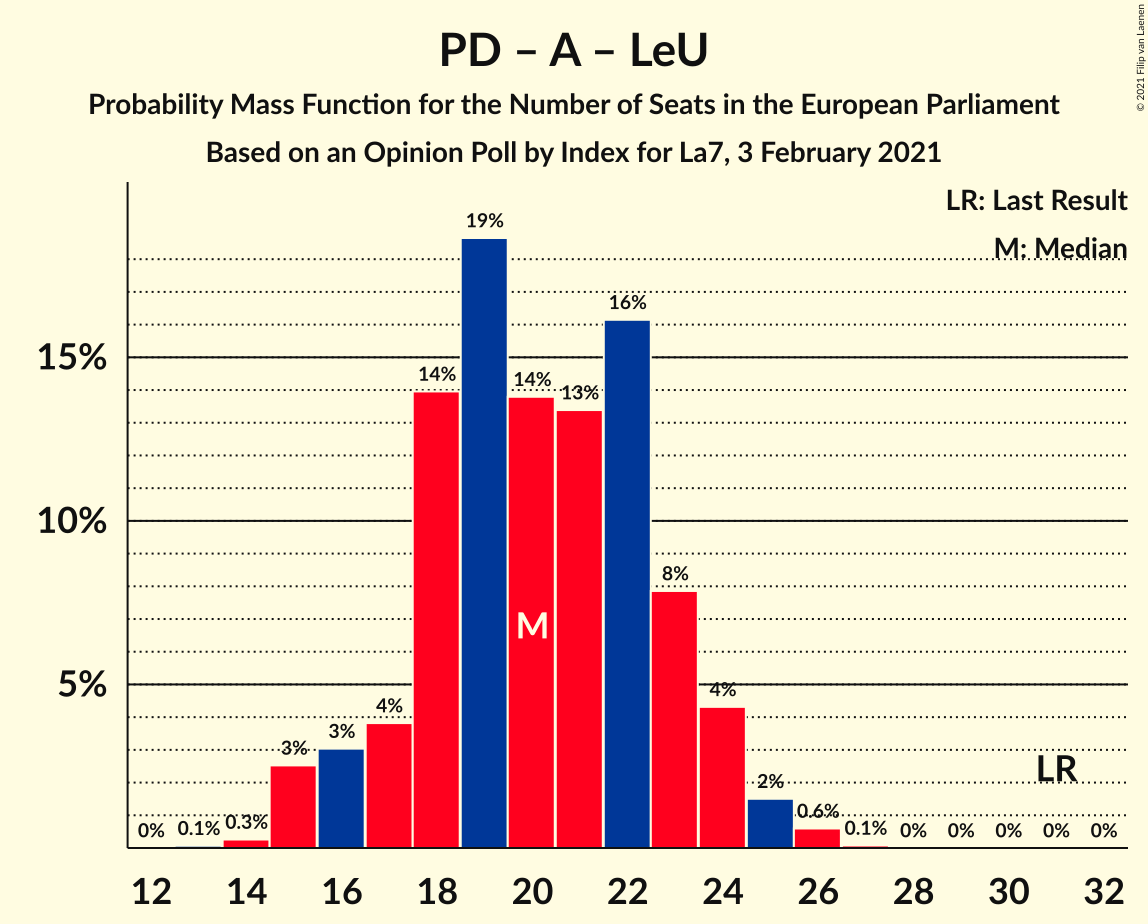 PD – A – LeU
Probability Mass Function for the Number of Seats in the European Parliament
Based on an Opinion Poll by Index for La7, 3 February 2021
© 2021 Filip van Laenen
LR: Last Result
M: Median
15%
10%
5%
0%
0.1%
0.3%
3%
3%
4%
14%
19%
14%
13%
16%
8%
4%
2%
0.6%
0.1%
0%
0%
0%
0%
0%
M
LR
12 14 16 18 20 22 24 26 28 30 32